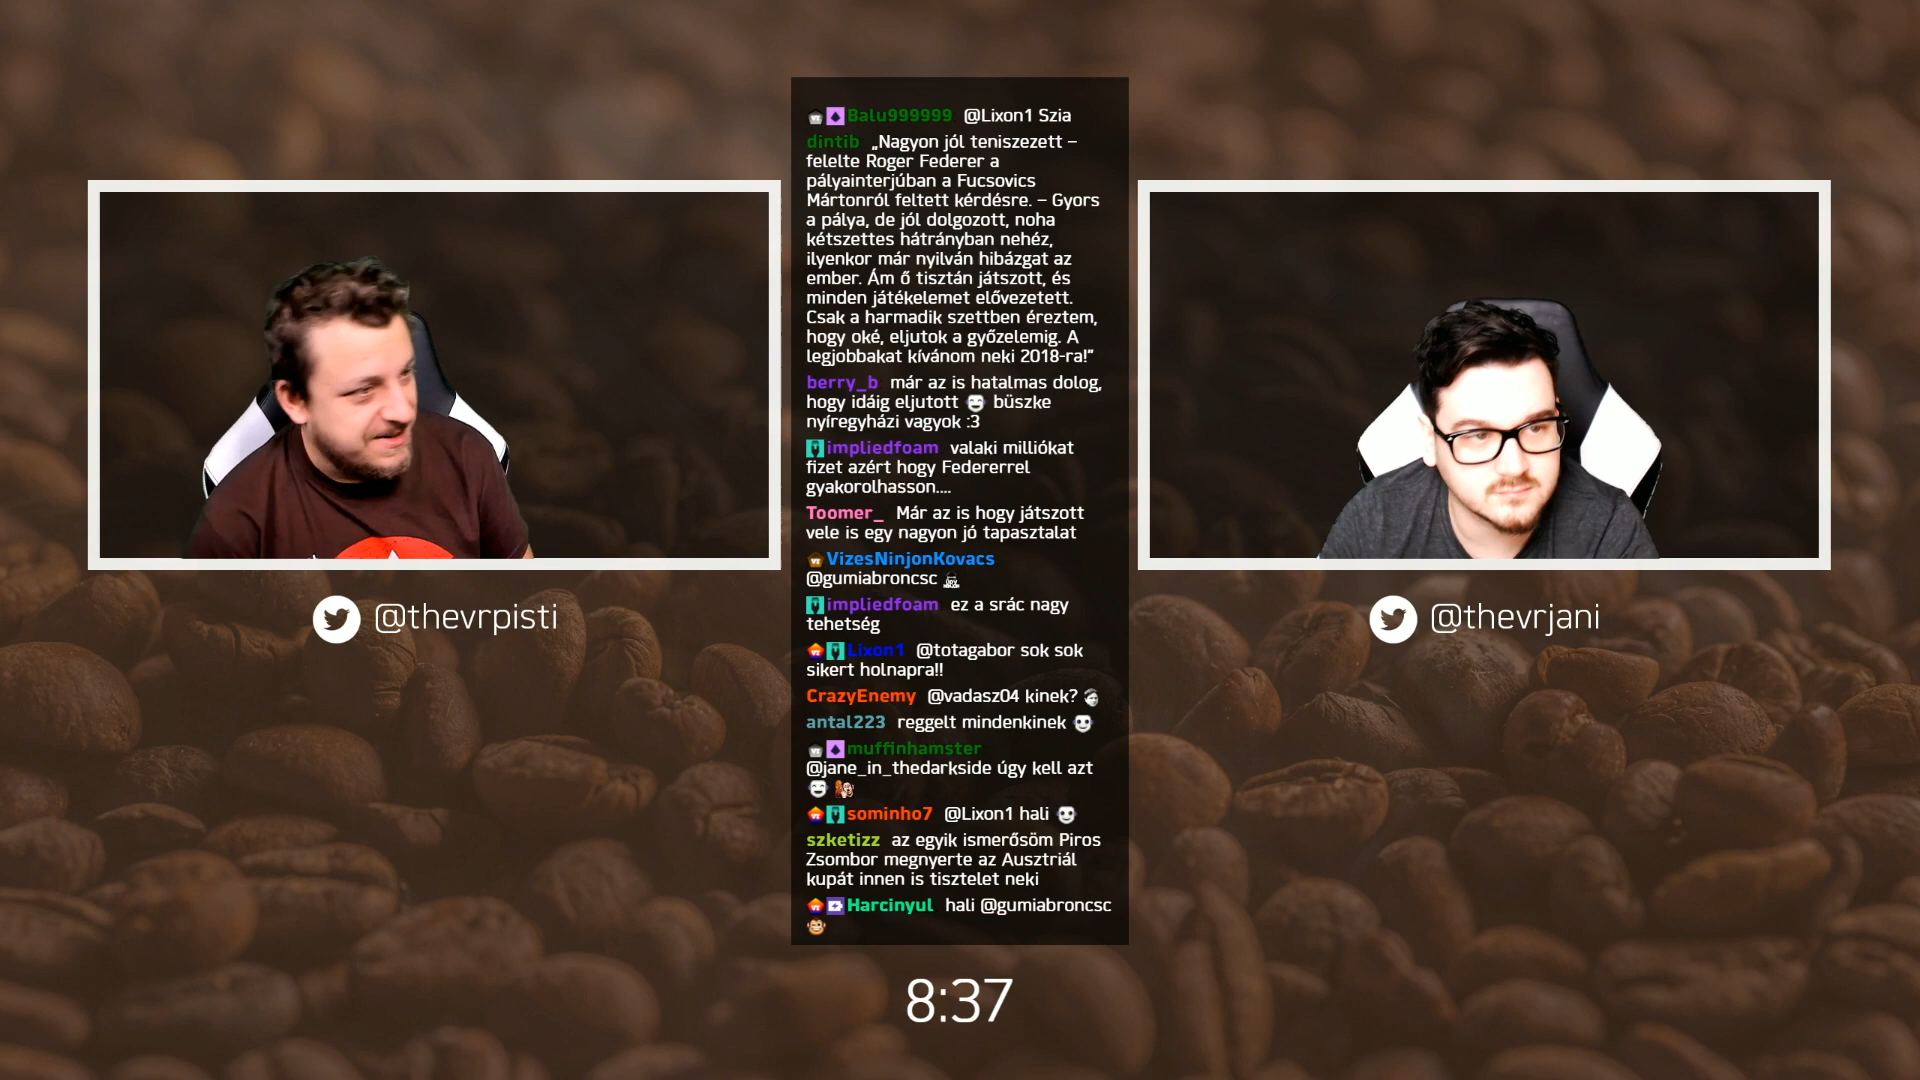 Balu999999 @Lixon1 Szia
dintib „Nagyon jól teniszezett –
felelte Roger Federer a
pályainterjúban a Fucsovics
Mártonról feltett kérdésre. – Gyors
a pálya, de jól dolgozott, noha
kétszettes hátrányban nehéz,
ilyenkor már nyilván hibázgat az
ember. Ám ő tisztán játszott, és
minden játékelemet elővezetett.
Csak a harmadik szettben éreztem,
hogy oké, eljutok a győzelemig. A
legjobbakat kívánom neki 2018-ra!”
berry_b már az is hatalmas dolog,
hogy idáig eljutott büszke
nyíregyházi vagyok :3
impliedfoam valaki milliókat
fizet azért hogy Federerrel
gyakorolhasson....
Toomer_ Már az is hogy játszott
vele is egy nagyon jó tapasztalat
VizesNinjonKovacs
@gumiabroncsc
impliedfoam ez a srác nagy
tehetség
Lixon1 @totagabor sok sok
sikert holnapra!!
CrazyEnemy @vadasz04 kinek?
antal223 reggelt mindenkinek
muffinhamster
@jane_in_thedarkside úgy kell azt
sominho7 @Lixon1 hali
szketizz az egyik ismerősöm Piros
Zsombor megnyerte az Ausztriál
kupát innen is tisztelet neki
Harcinyul hali @gumiabroncsc
@thevrpisti
@thevrjani
8:37